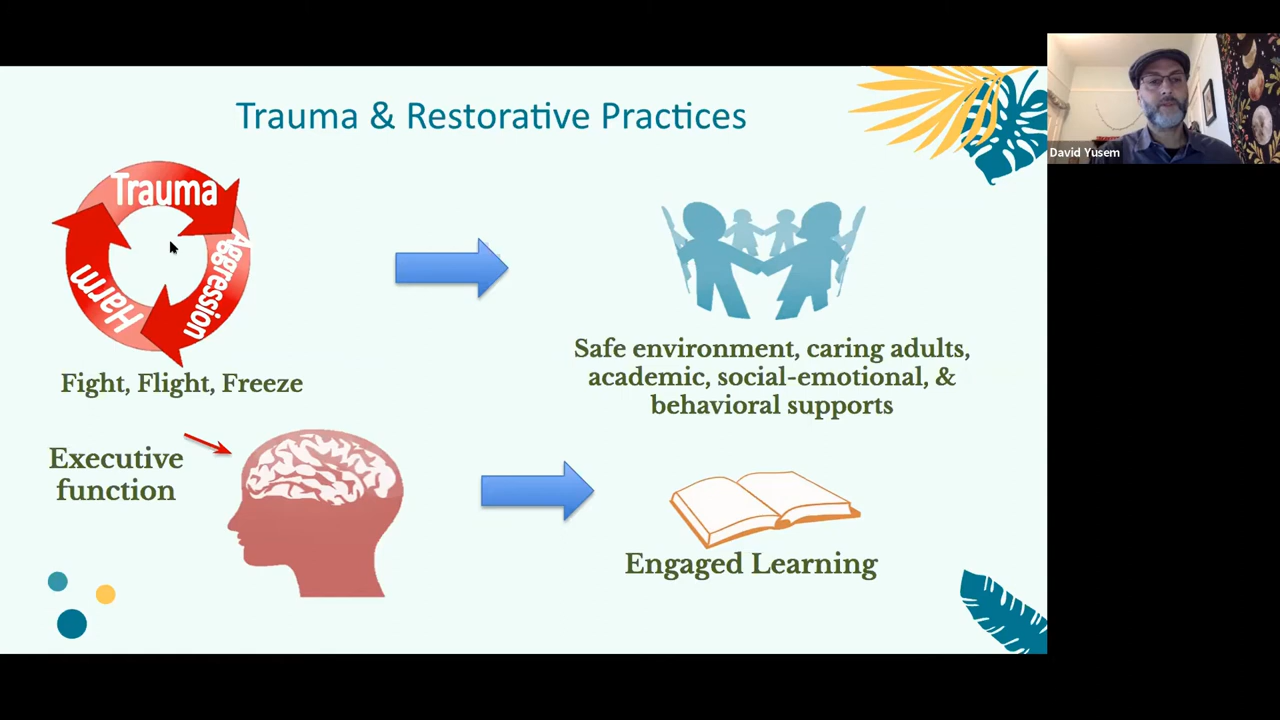 Trauma & Restorative Practices
David Yusem
Trauma
Aggression
Harm
Fight, Flight, Freeze
Safe environment, caring adults,
academic, social-emotional, &
behavioral supports
Executive
function
Engaged Learning